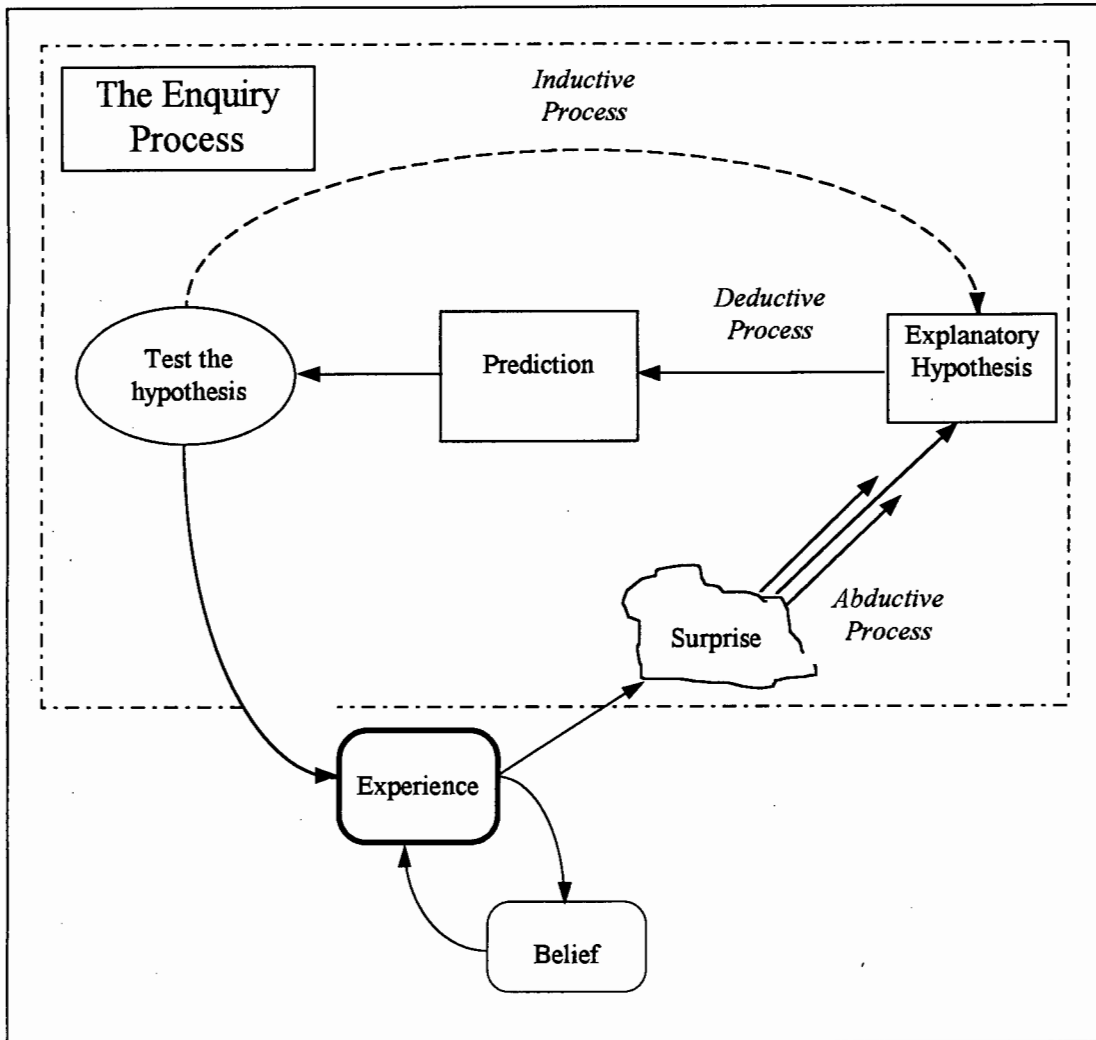 The Enquiry
Process
Inductive
Process
Deductive
Process
Explanatory
Hypothesis
Prediction
Test the
hypothesis
Surprise
Abductive
Process
Experience
Belief